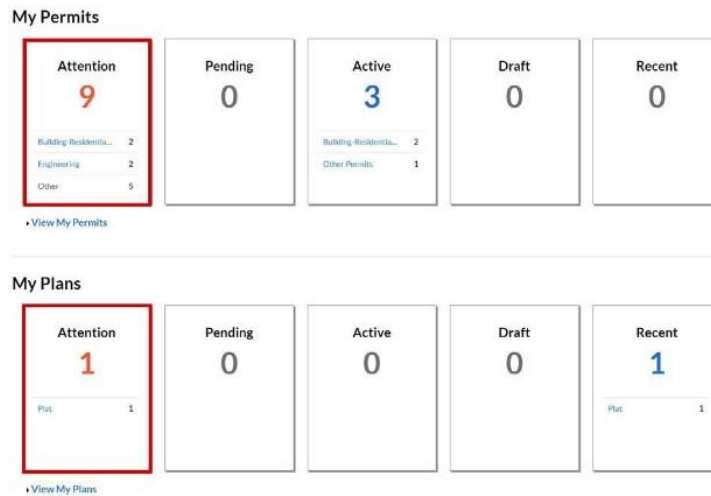 My Permits
Attention
9
Building-Residentia... 2
Engineering 2
Other 5
Pending
0
Active
3
Building-Residentia... 2
Other Permits 1
Draft
0
Recent
0
View My Permits
My Plans
Attention
1
Plat 1
Pending
0
Active
0
Draft
0
Recent
1
Plat 1
View My Plans